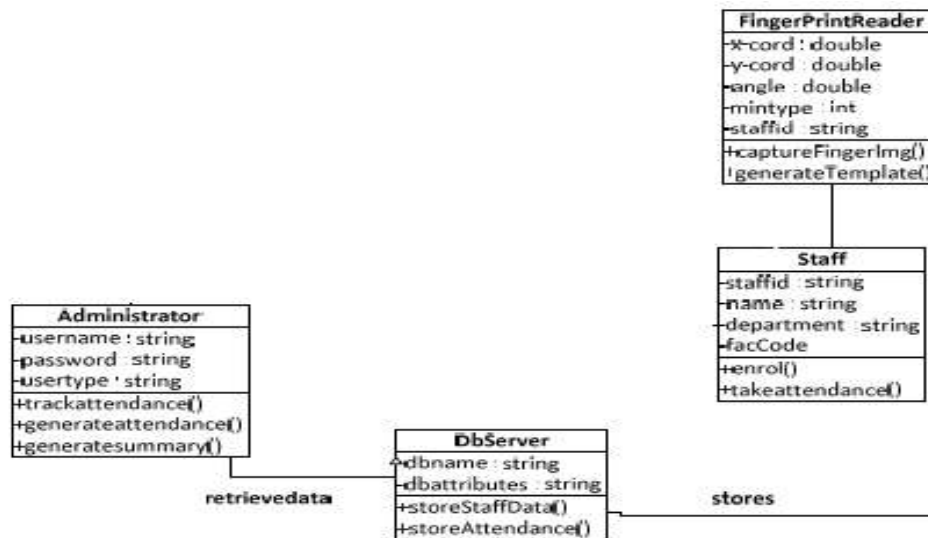 FingerPrintReader
-x-cord : double
-y-cord : double
-angle : double
-mintype : int
-staffid : string
+captureFingerImg()
+generateTemplate()
Staff
-staffid : string
-name : string
-department : string
-facCode
+enrol()
+takeattendance()
Administrator
-username : string
-password : string
-usertype : string
+trackattendance()
+generateattendance()
+generatesummary()
DbServer
-dbname : string
-dbattributes : string
+storeStaffData()
+storeAttendance()
retrievedata
stores